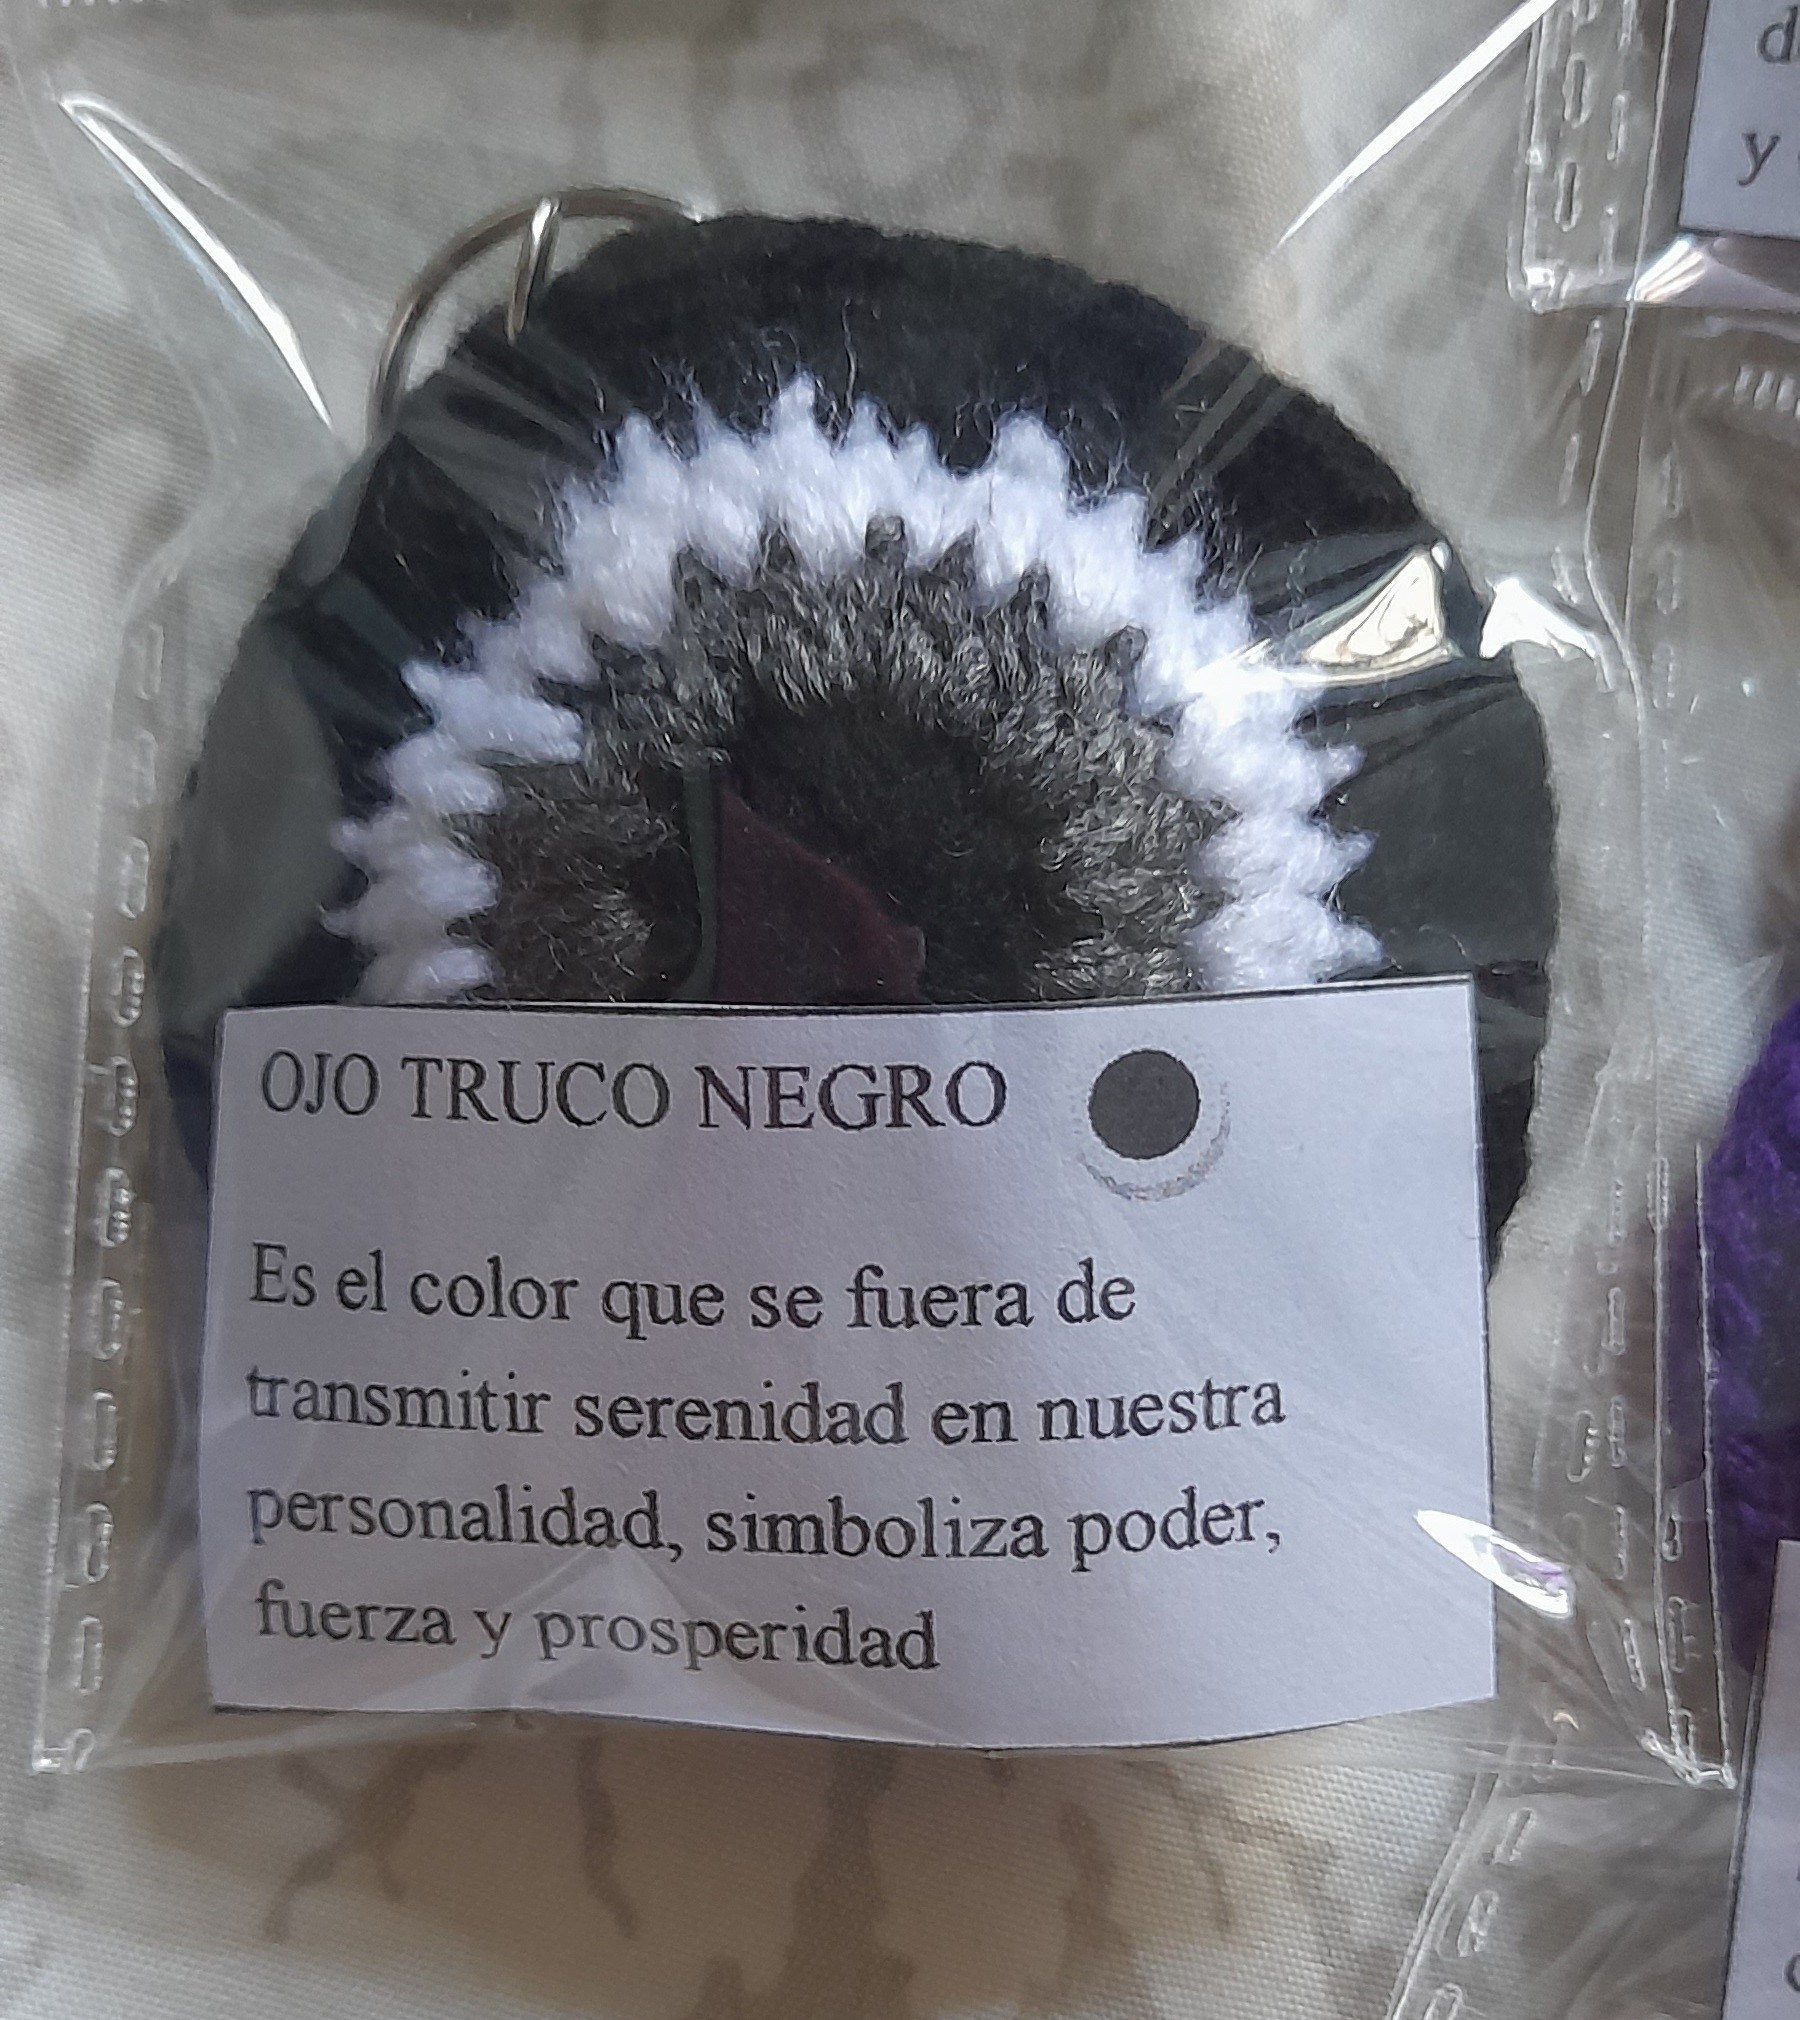 OJO TRUCO NEGRO
Es el color que se fuera de
transmitir serenidad en nuestra
personalidad, simboliza poder,
fuerza y prosperidad
y